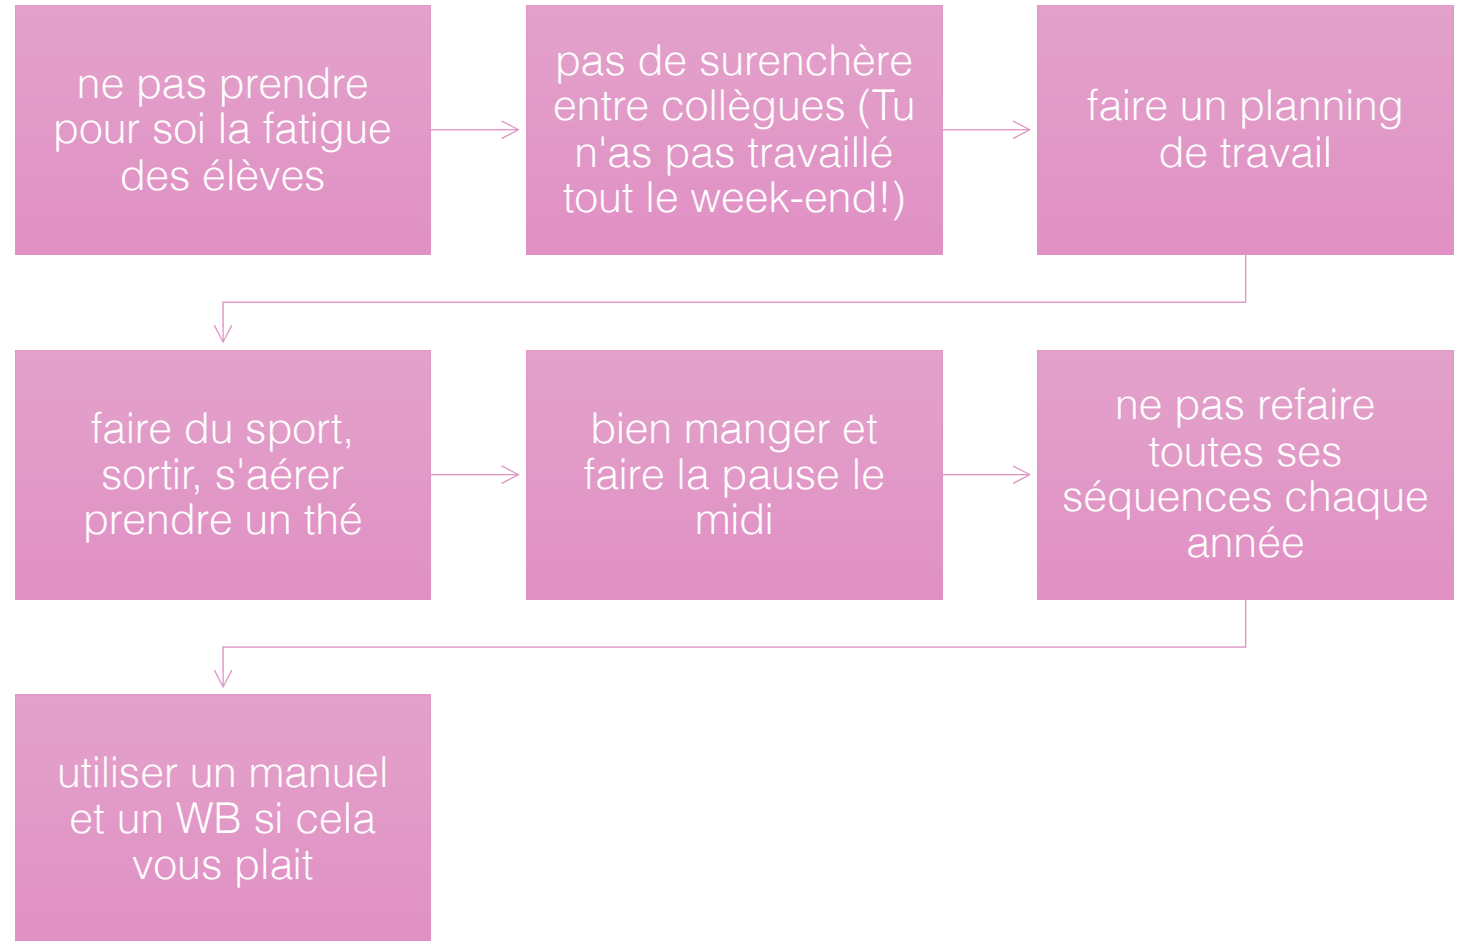 ne pas prendre
pour soi la fatigue
des élèves
pas de surenchère
entre collègues (Tu
n'as pas travaillé
tout le week-end!)
faire un planning
de travail
faire du sport,
sortir, s'aérer
prendre un thé
bien manger et
faire la pause le
midi
ne pas refaire
toutes ses
séquences chaque
année
utiliser un manuel
et un WB si cela
vous plait